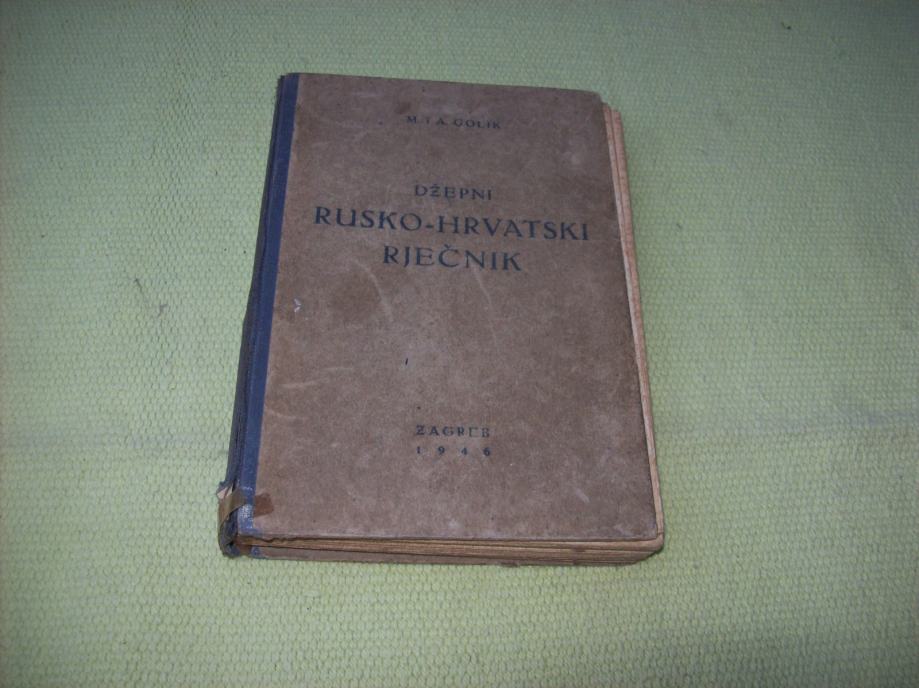 M. I A. GOLIK
DŽEPNI
RUSKO-HRVATSKI
RJEČNIK
ZAGREB
1946